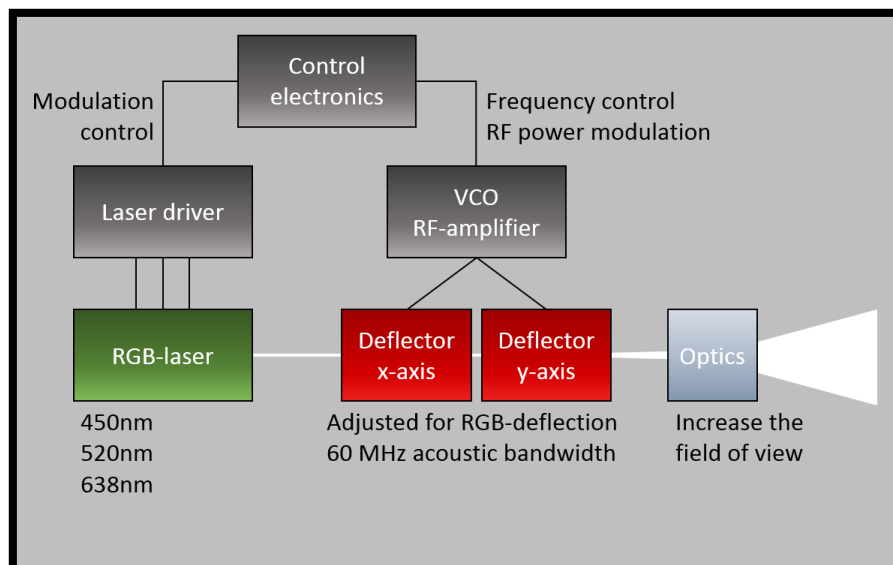 Control
electronics
Modulation
control
Frequency control
RF power modulation
Laser driver
VCO
RF-amplifier
RGB-laser
Deflector
x-axis
Deflector
y-axis
Optics
450nm
520nm
638nm
Adjusted for RGB-deflection
60 MHz acoustic bandwidth
Increase the
field of view